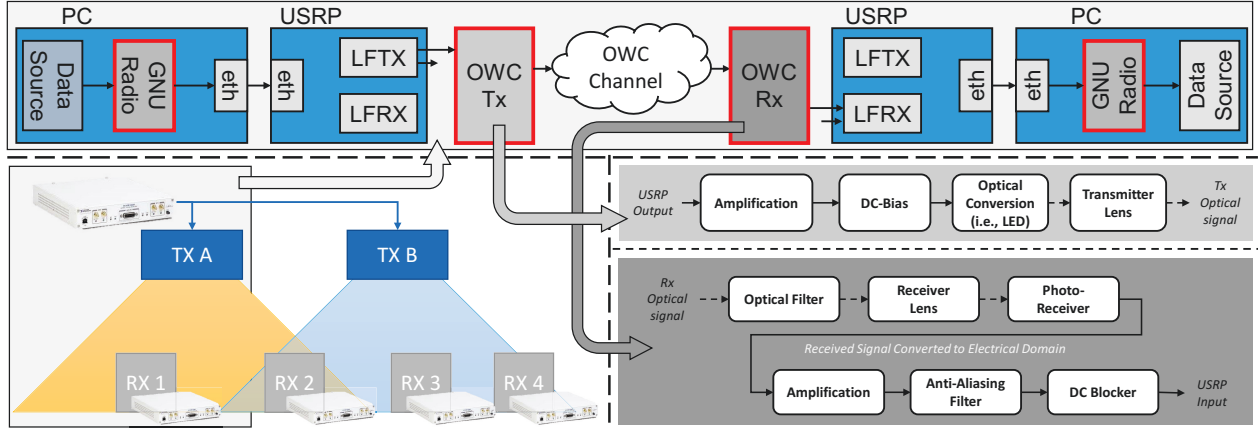 PC
USRP
USRP
PC
Data
Source
GNU
Radio
eth
eth
LFTX
LFRX
OWC
Tx
OWC
Channel
OWC
Rx
LFTX
LFRX
eth
eth
GNU
Radio
Data
Source
TX A
TX B
RX 1
RX 2
RX 3
RX 4
USRP
Output
Amplification
DC-Bias
Optical
Conversion
(i.e., LED)
Transmitter
Lens
Tx
Optical
signal
Rx
Optical
signal
Optical Filter
Receiver
Lens
Photo-
Receiver
Received Signal Converted to Electrical Domain
Amplification
Anti-Aliasing
Filter
DC Blocker
USRP
Input